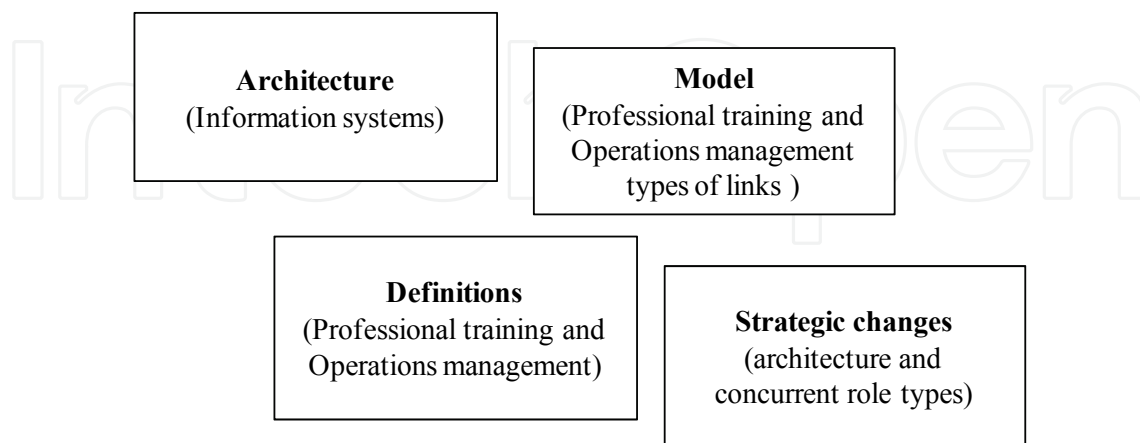 Architecture
(Information systems)
Model
(Professional training and
Operations management
types of links )
Definitions
(Professional training and
Operations management)
Strategic changes
(architecture and
concurrent role types)